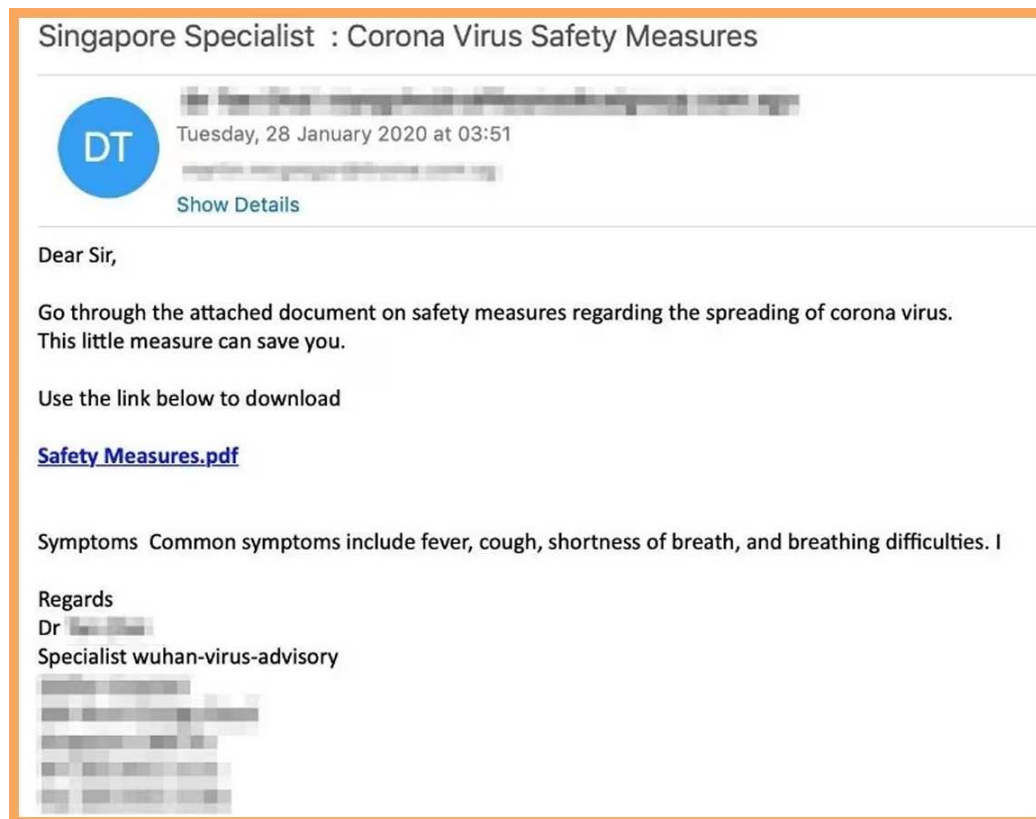 Singapore Specialist : Corona Virus Safety Measures
DT
Tuesday, 28 January 2020 at 03:51
Show Details
Dear Sir,
Go through the attached document on safety measures regarding the spreading of corona virus.
This little measure can save you.
Use the link below to download
Safety Measures.pdf
Symptoms  Common symptoms include fever, cough, shortness of breath, and breathing difficulties. I
Regards
Dr
Specialist wuhan-virus-advisory